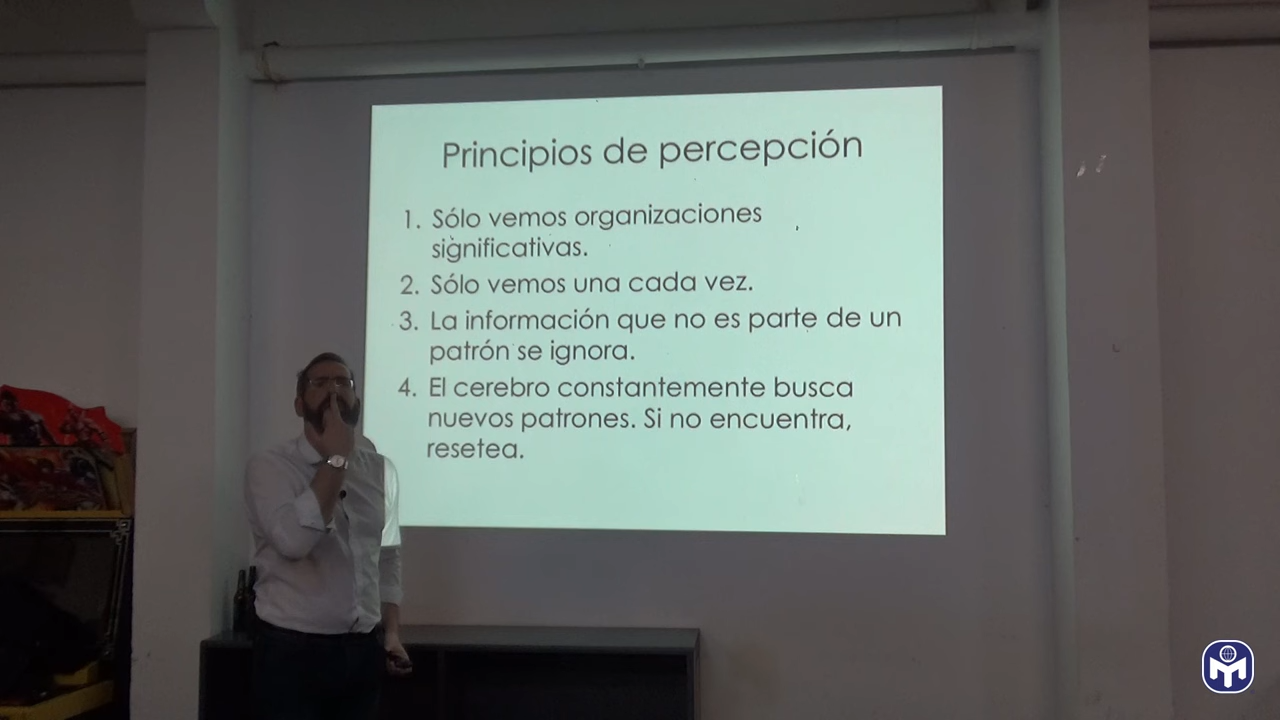 Principios de percepción
1. Sólo vemos organizaciones
significativas.
2. Sólo vemos una cada vez.
3. La información que no es parte de un
patrón se ignora.
4. El cerebro constantemente busca
nuevos patrones. Si no encuentra,
resetea.